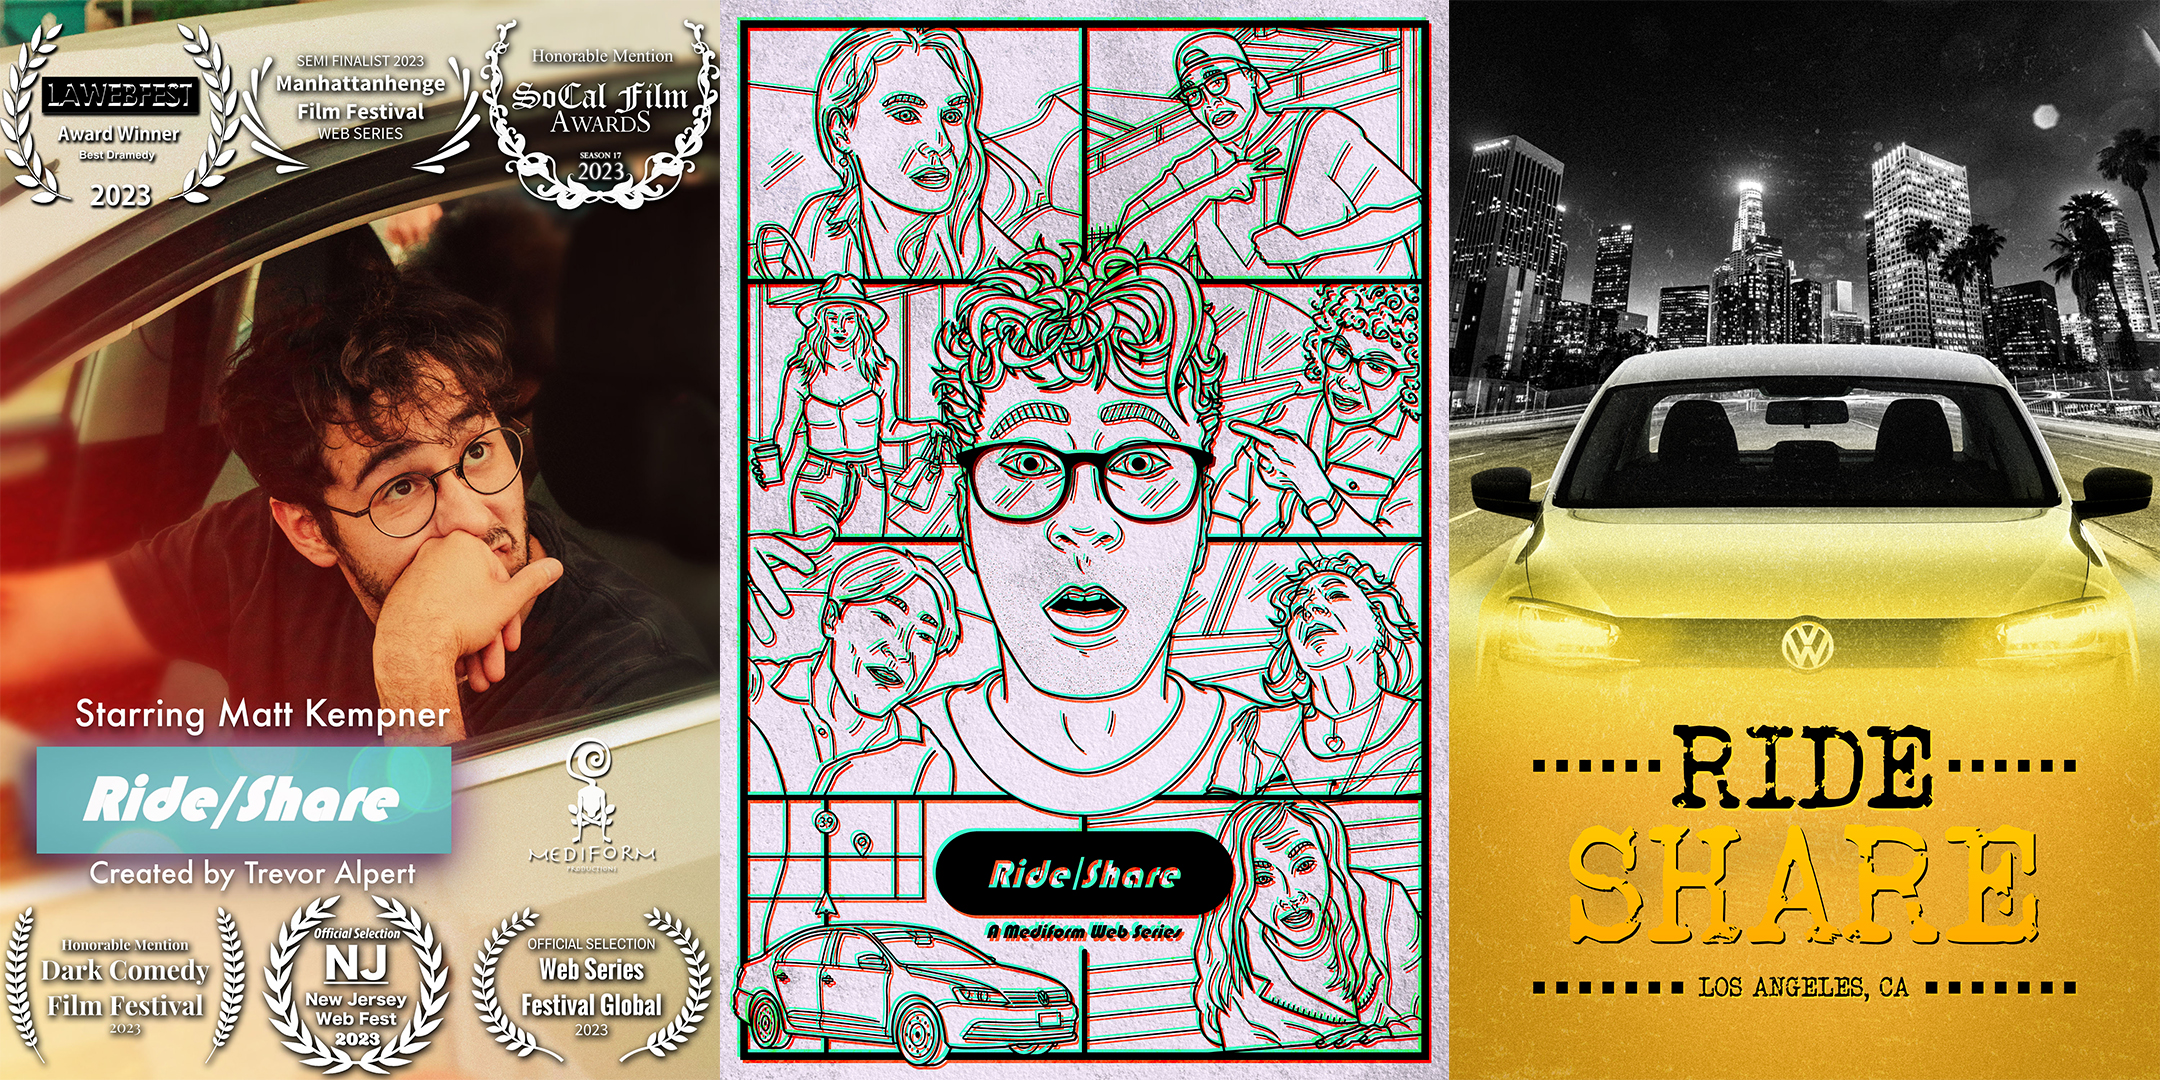 LAWEBFEST
Award Winner
Best Dramedy
2023
SEMI FINALIST 2023
Manhattanhenge
Film Festival
WEB SERIES
Honorable Mention
SoCal Film
AWARDS
SEASON 17
2023
Starring Matt Kempner
Ride/Share
Created by Trevor Alpert
MEDIFORM
PRODUCTIONS
Honorable Mention
Dark Comedy
Film Festival
2023
Official Selection
NJ
New Jersey
Web Fest
2023
OFFICIAL SELECTION
Web Series
Festival Global
2023
39
Ride/Share
A Mediform Web Series
RIDE
SHARE
LOS ANGELES, CA